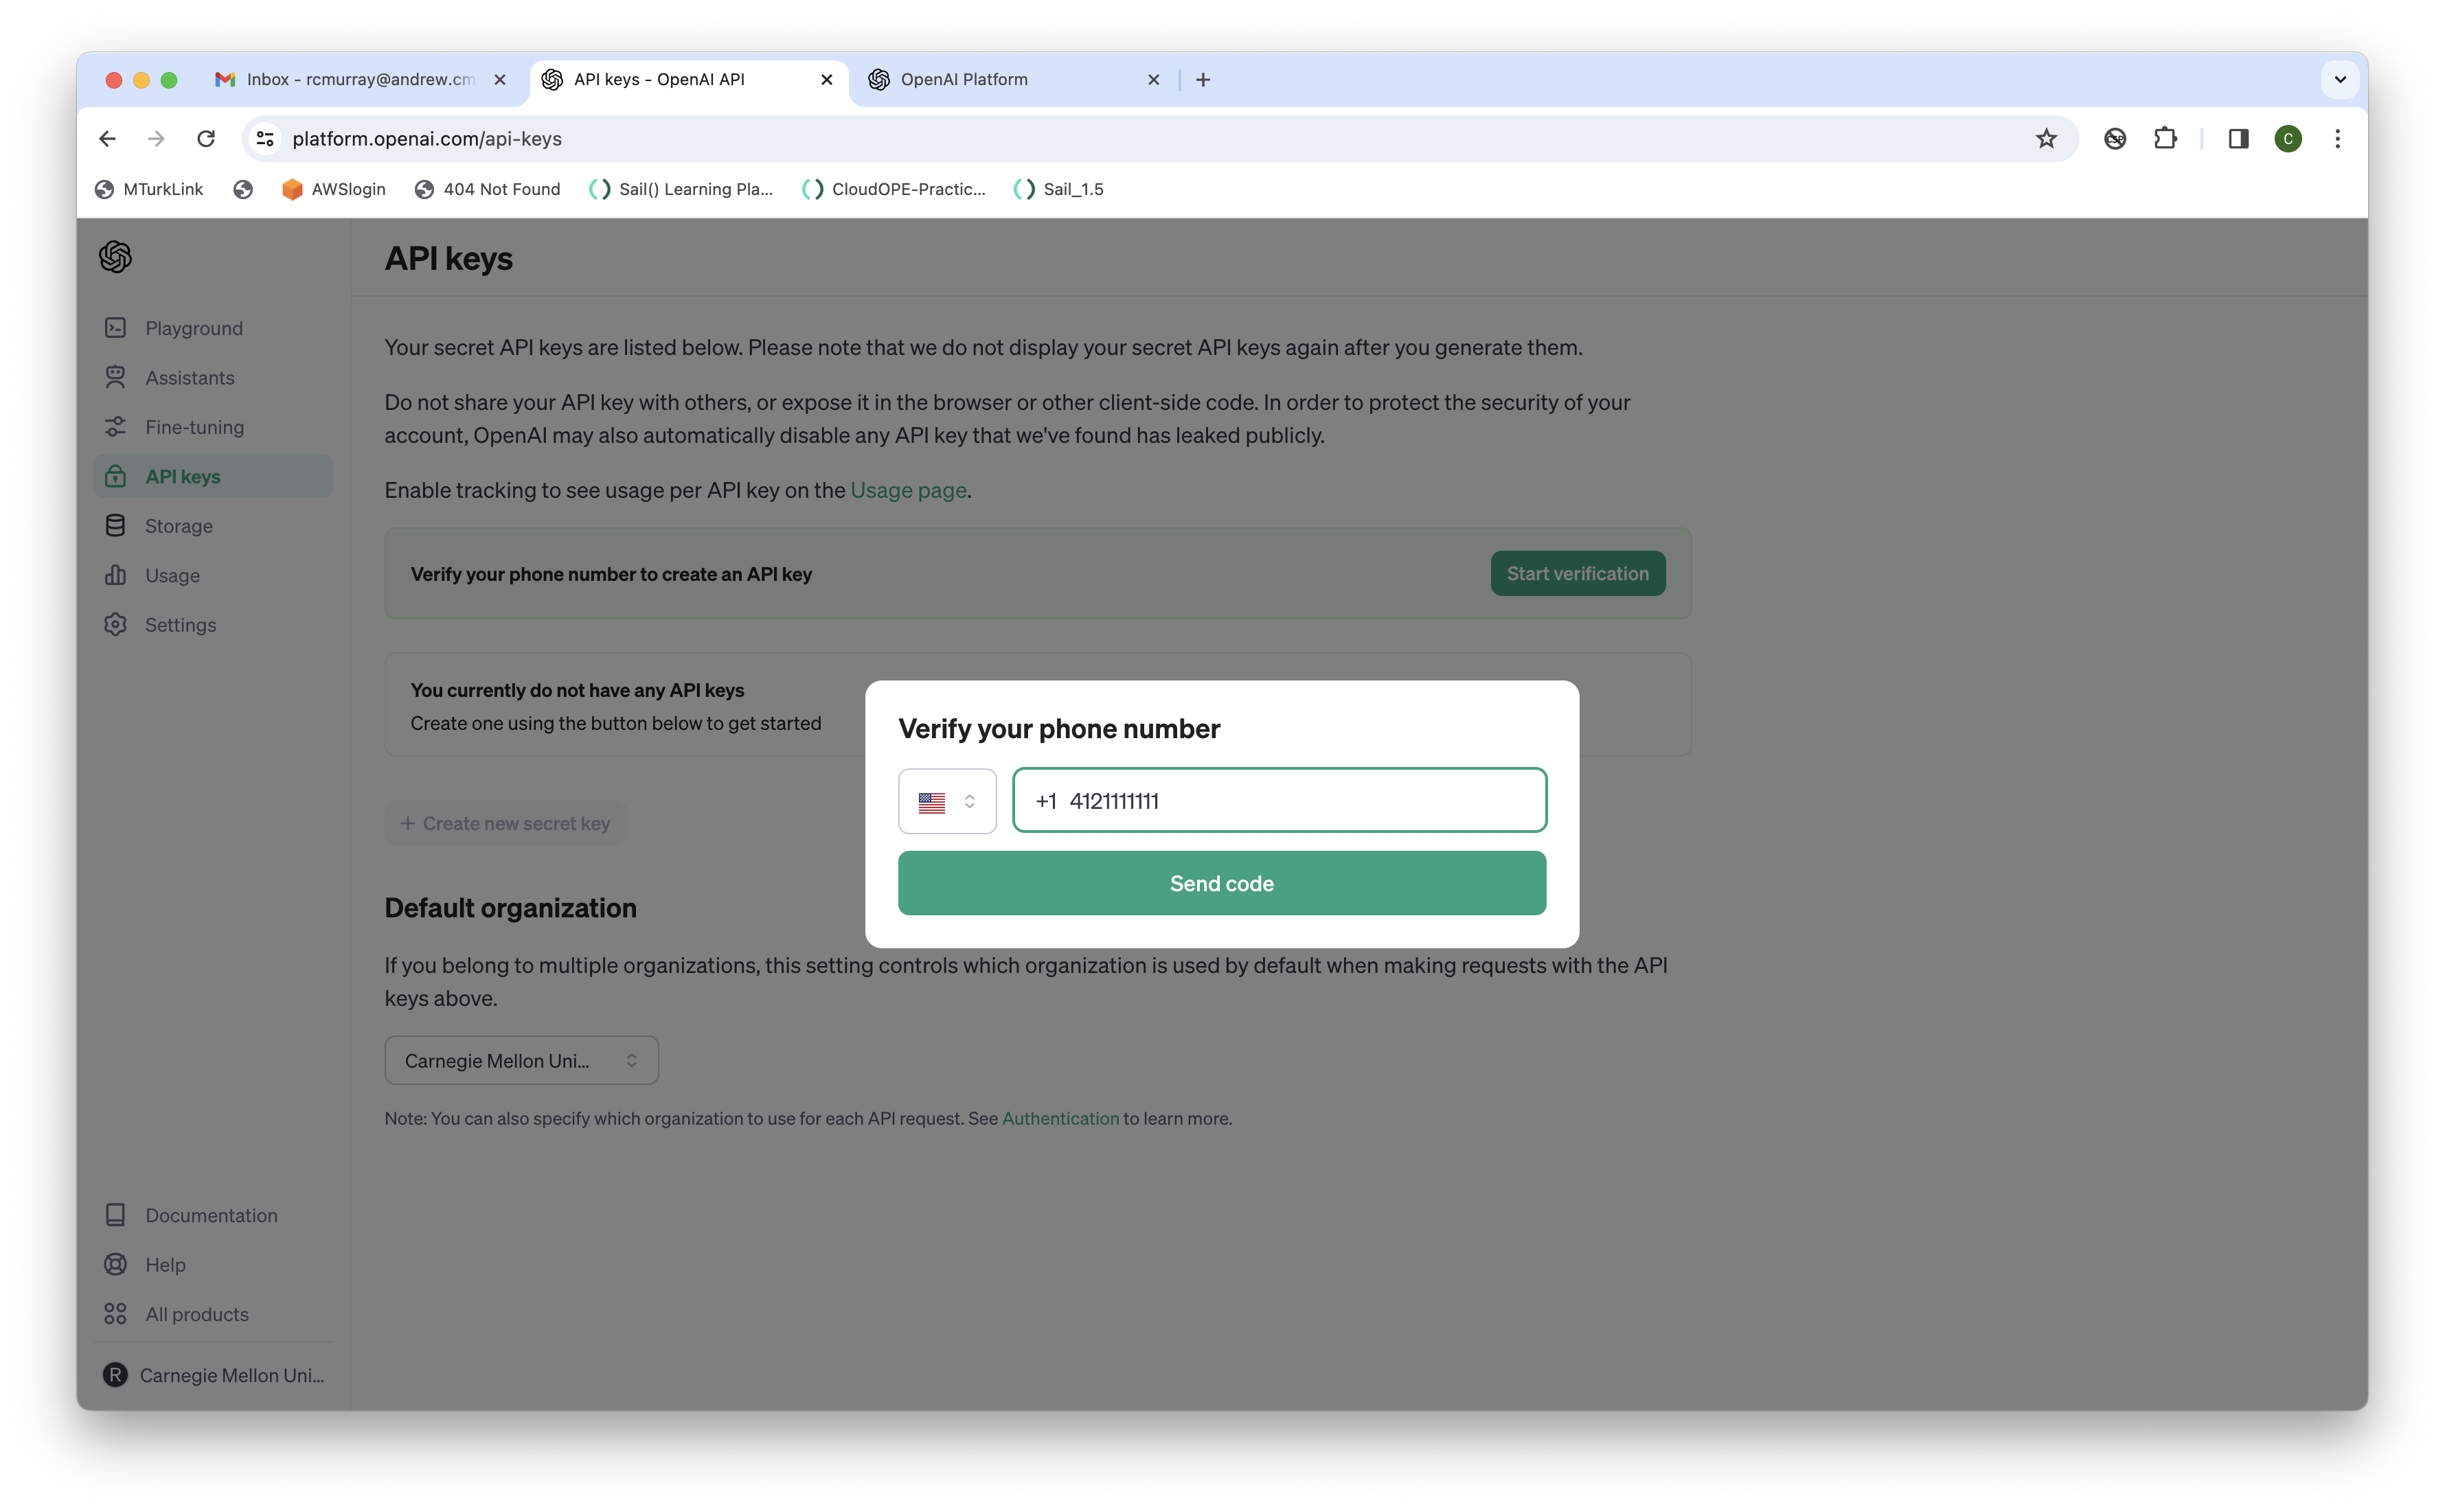 Inbox - rcmurray@andrew.cm
API keys - OpenAI API
OpenAI Platform
platform.openai.com/api-keys
C
MTurkLink
AWSlogin
404 Not Found
Sail() Learning Pla...
CloudOPE-Practic...
Sail_1.5
API keys
Playground
Assistants
Fine-tuning
API keys
Storage
Usage
Settings
Your secret API keys are listed below. Please note that we do not display your secret API keys again after you generate them.
Do not share your API key with others, or expose it in the browser or other client-side code. In order to protect the security of your
account, OpenAI may also automatically disable any API key that we've found has leaked publicly.
Enable tracking to see usage per API key on the Usage page.
Verify your phone number to create an API key
Start verification
You currently do not have any API keys
Create one using the button below to get started
Verify your phone number
+1 4121111111
Send code
+ Create new secret key
Default organization
If you belong to multiple organizations, this setting controls which organization is used by default when making requests with the API
keys above.
Carnegie Mellon Uni...
Note: You can also specify which organization to use for each API request. See Authentication to learn more.
Documentation
Help
All products
R Carnegie Mellon Uni...